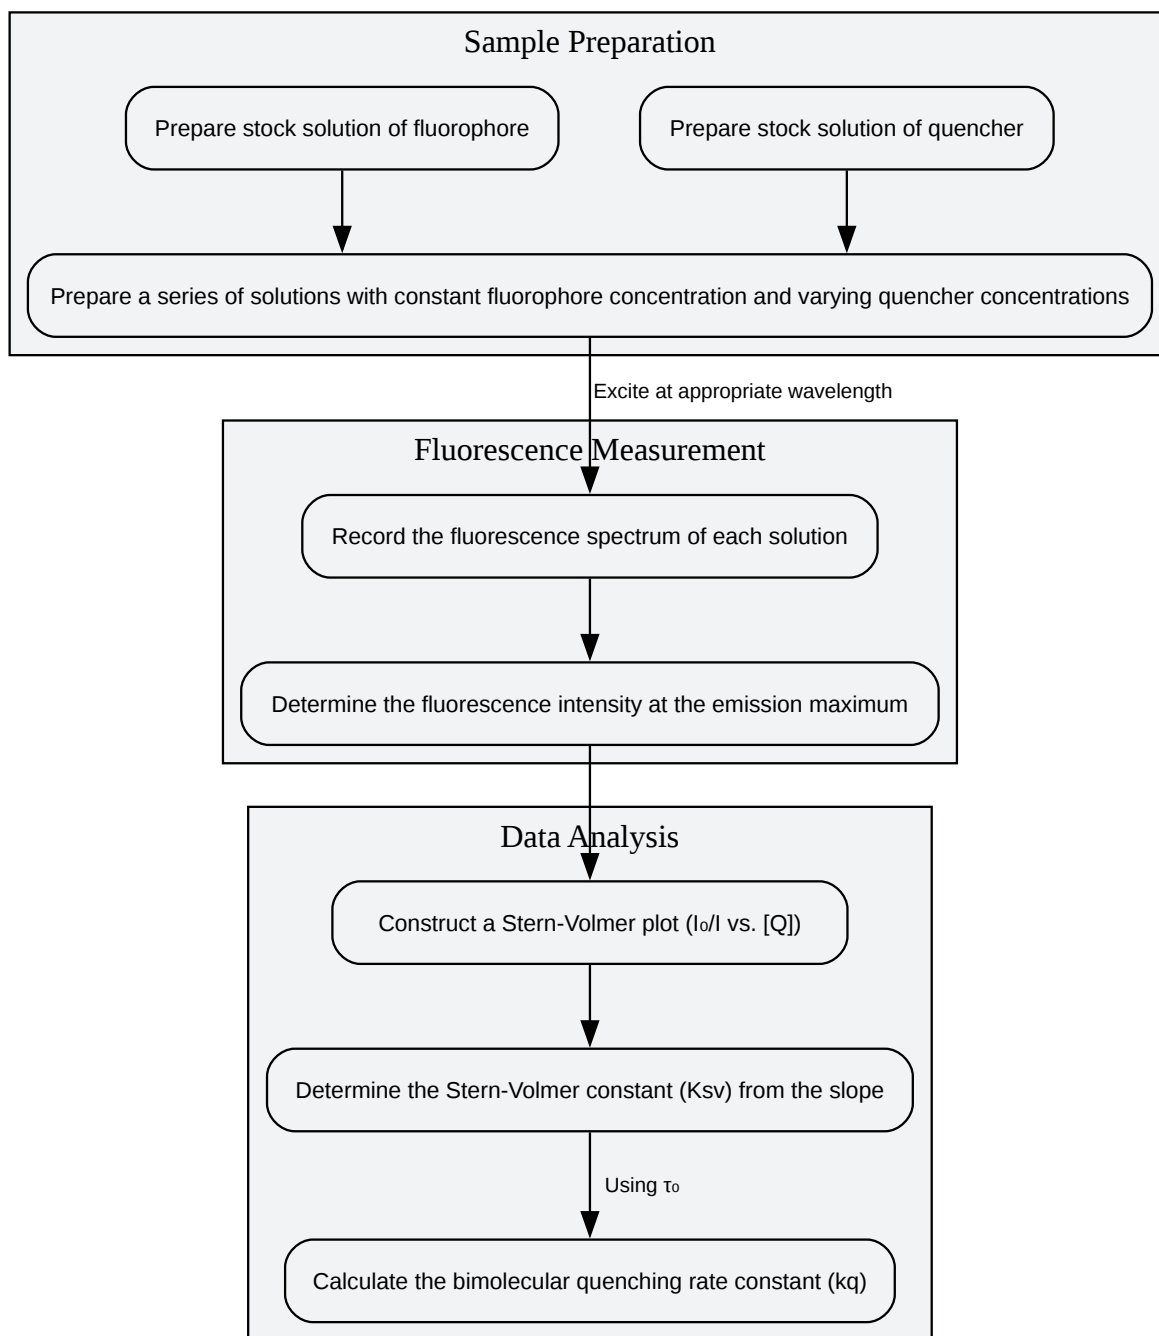 Sample Preparation
Prepare stock solution of fluorophore
Prepare stock solution of quencher
Prepare a series of solutions with constant fluorophore concentration and varying quencher concentrations
Excite at appropriate wavelength
Fluorescence Measurement
Record the fluorescence spectrum of each solution
Determine the fluorescence intensity at the emission maximum
Data Analysis
Construct a Stern-Volmer plot (I₀/I vs. [Q])
Determine the Stern-Volmer constant (Ksv) from the slope
Using τ₀
Calculate the bimolecular quenching rate constant (kq)